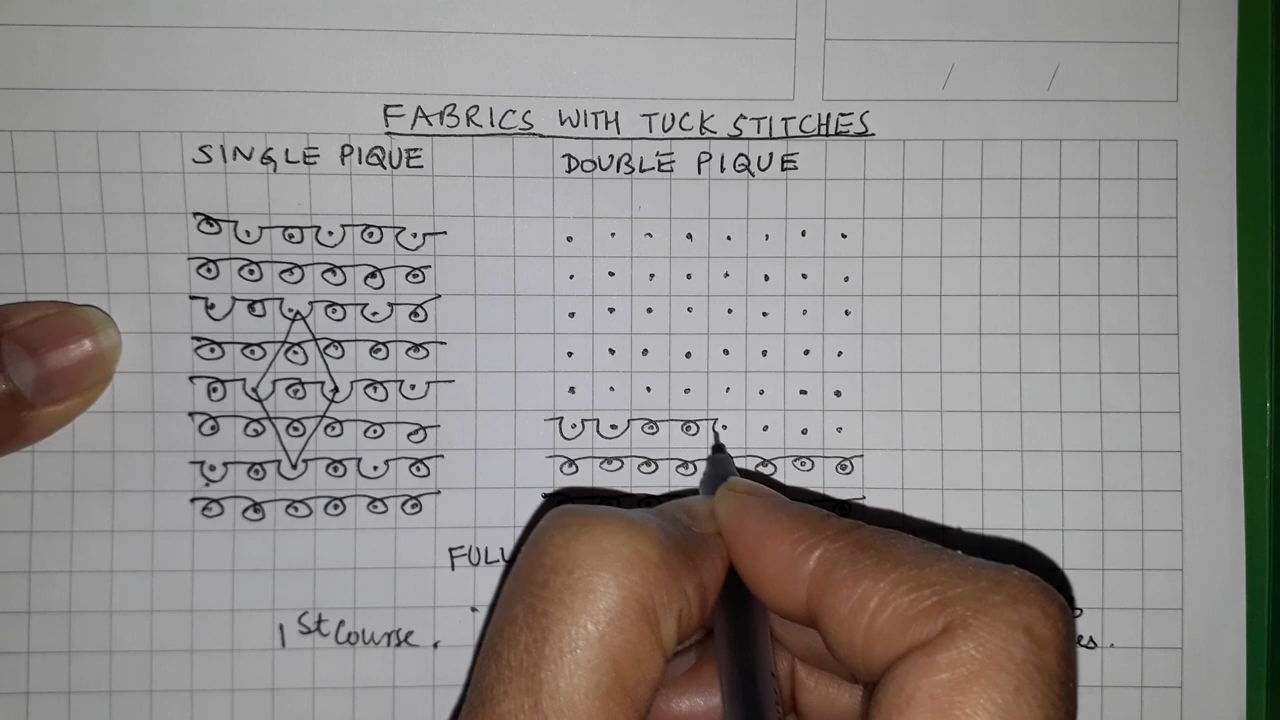 FABRICS WITH TUCK STITCHES
SINGLE PIQUE
DOUBLE PIQUE
1st Course.